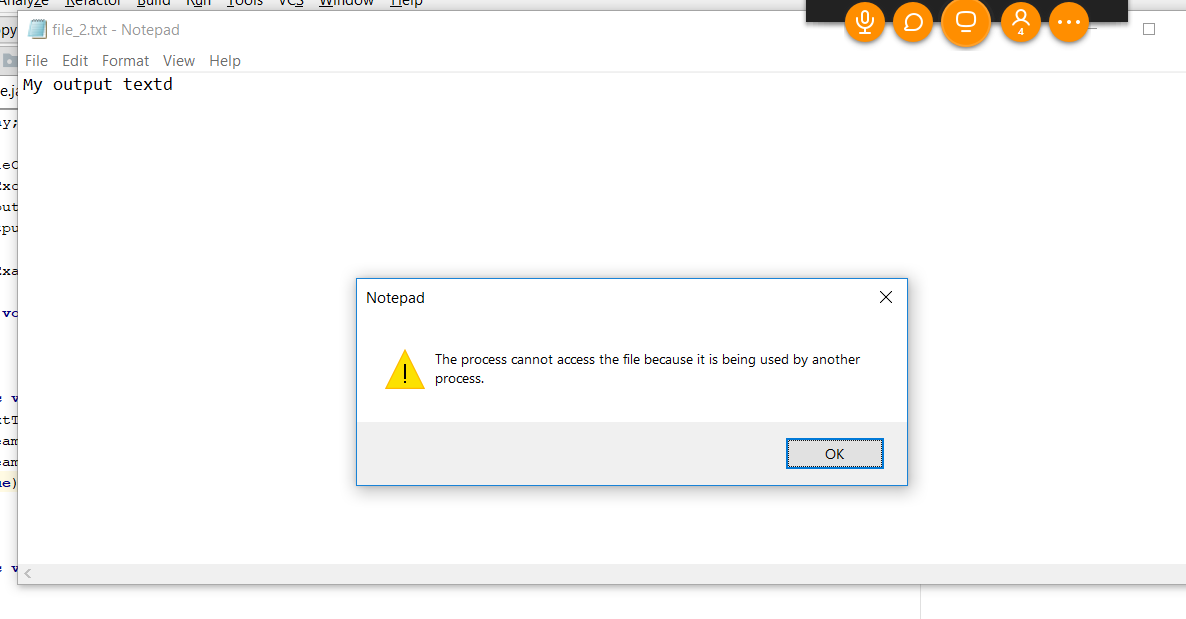 Analyze Refactor Build Run Tools VCS Window Help
file_2.txt - Notepad
4
File Edit Format View Help
My output textd
Notepad
The process cannot access the file because it is being used by another
process.
OK